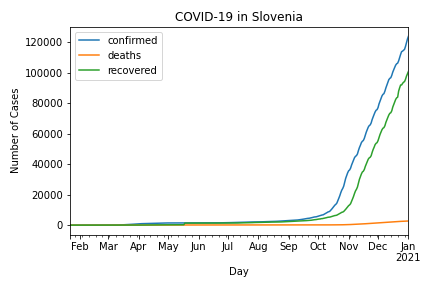 COVID-19 in Slovenia
confirmed
deaths
recovered
120000
100000
80000
60000
40000
20000
0
Number of Cases
Feb Mar Apr May Jun Jul Aug Sep Oct Nov Dec Jan
2021
Day